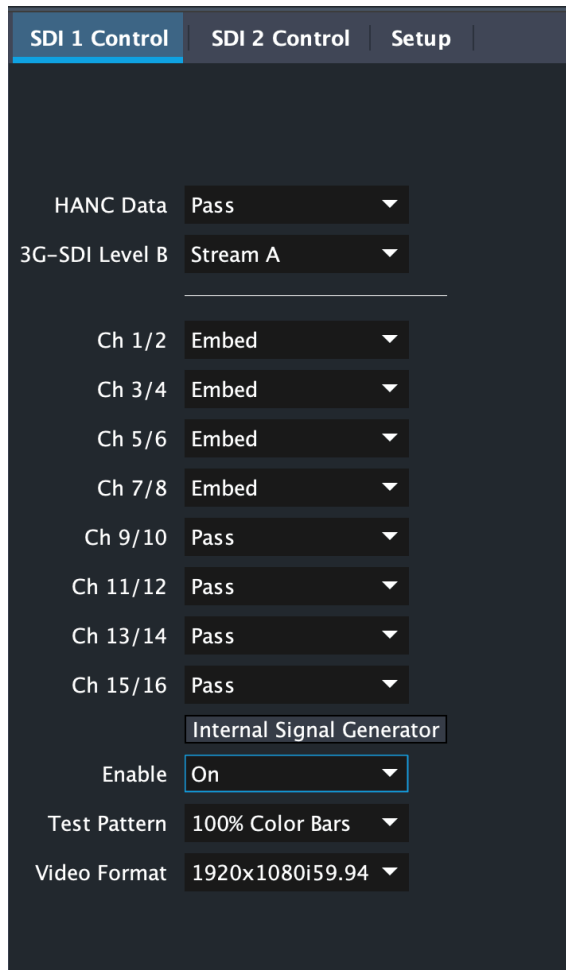 SDI 1 Control SDI 2 Control Setup
HANC Data Pass
3G-SDI Level B Stream A
Ch 1/2 Embed
Ch 3/4 Embed
Ch 5/6 Embed
Ch 7/8 Embed
Ch 9/10 Pass
Ch 11/12 Pass
Ch 13/14 Pass
Ch 15/16 Pass
Internal Signal Generator
Enable On
Test Pattern 100% Color Bars
Video Format 1920x1080i59.94